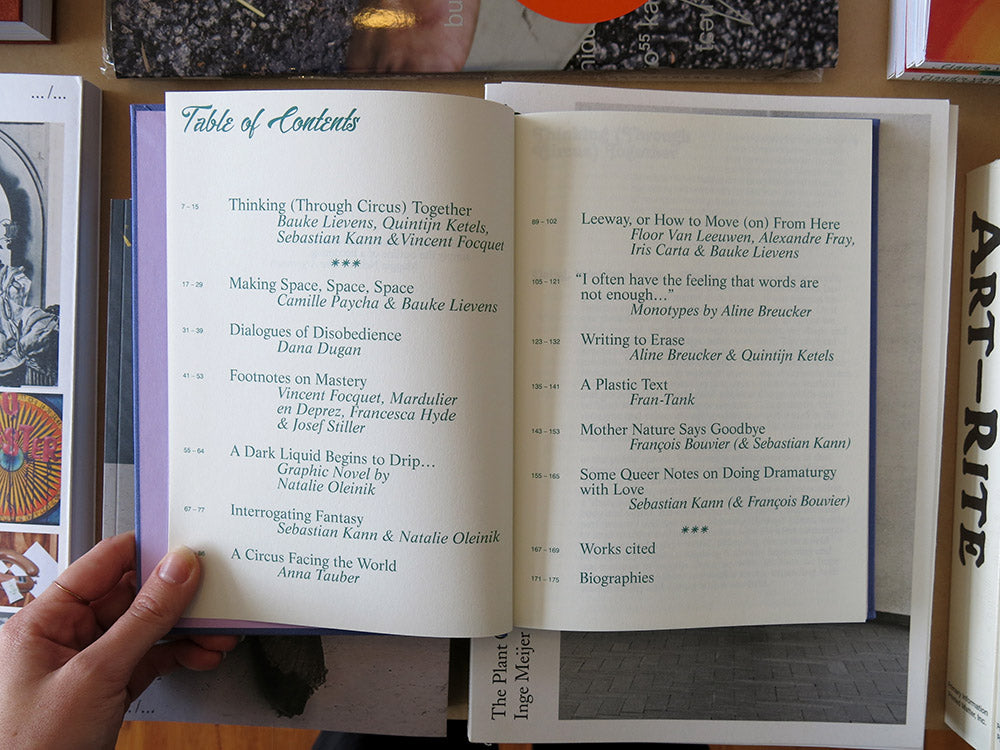 Table of Contents
7 – 15
Thinking (Through Circus) Together
Bauke Lievens, Quintijn Ketels,
Sebastian Kann & Vincent Focquet
***
17 – 29
Making Space, Space, Space
Camille Paycha & Bauke Lievens
31 – 39
Dialogues of Disobedience
Dana Dugan
41 – 53
Footnotes on Mastery
Vincent Focquet, Mardulier
en Deprez, Francesca Hyde
& Josef Stiller
55 – 64
A Dark Liquid Begins to Drip…
Graphic Novel by
Natalie Oleinik
67 – 77
Interrogating Fantasy
Sebastian Kann & Natalie Oleinik
86
A Circus Facing the World
Anna Tauber
89 – 102
Leeway, or How to Move (on) From Here
Floor Van Leeuwen, Alexandre Fray,
Iris Carta & Bauke Lievens
105 – 121
“I often have the feeling that words are
not enough…”
Monotypes by Aline Breucker
123 – 132
Writing to Erase
Aline Breucker & Quintijn Ketels
135 – 141
A Plastic Text
Fran-Tank
143 – 153
Mother Nature Says Goodbye
François Bouvier (& Sebastian Kann)
155 – 165
Some Queer Notes on Doing Dramaturgy
with Love
Sebastian Kann (& François Bouvier)
***
167 – 169
Works cited
171 – 175
Biographies
.../...
.../...
The Plant
Inge Meijer
ART–RITE